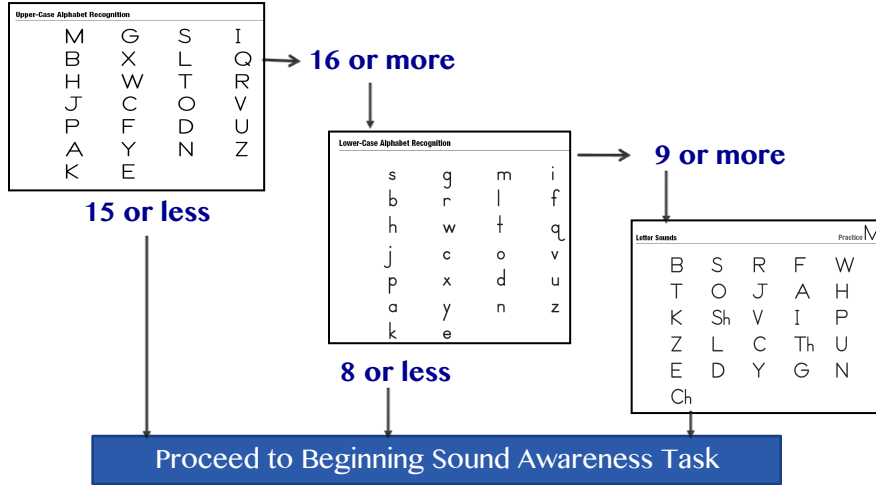 Upper-Case Alphabet Recognition
M G S I
B X L Q
H W T R
J C O V
P F D U
A Y N Z
K E
16 or more
15 or less
Lower-Case Alphabet Recognition
s g m i
b r l f
h w t q
j c o v
p x d u
a y n z
k e
9 or more
8 or less
Letter Sounds Practice M
B S R F W
T O J A H
K Sh V I P
Z L C Th U
E D Y G N
Ch
Proceed to Beginning Sound Awareness Task